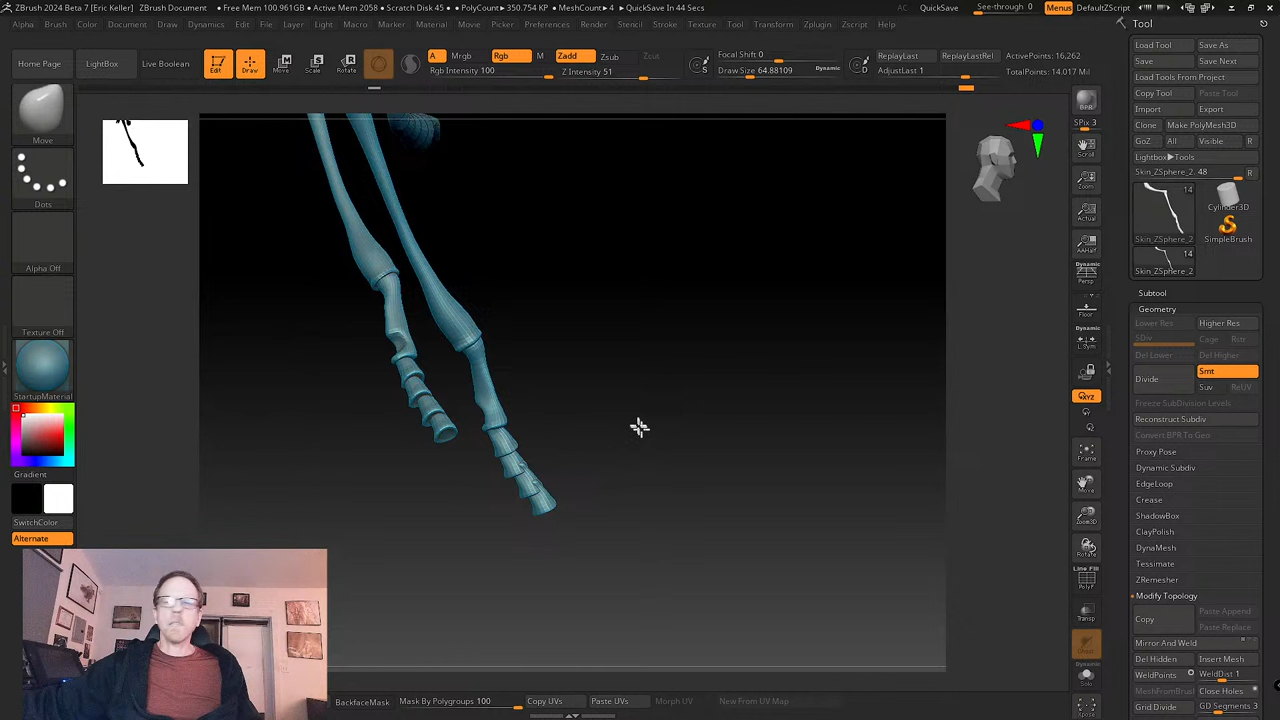 ZBrush 2024 Beta 7 [Eric Keller]
ZBrush Document
• Free Mem 100.961GB • Active Mem 2058 • Scratch Disk 45 • PolyCount 350.754 KP • MeshCount 4
QuickSave In 44 Secs
AC
QuickSave
See-through 0
Menus
DefaultZScript
Alpha
Brush
Color
Document
Draw
Dynamics
Edit
File
Layer
Light
Macro
Marker
Material
Movie
Picker
Preferences
Render
Stencil
Stroke
Texture
Tool
Transform
Zplugin
Zscript
Help
Tool
Home Page
LightBox
Live Boolean
Edit
Draw
Move
Scale
Rotate
A
Mrgb
Rgb
M
Zadd
Zsub
Zcut
Rgb Intensity 100
Z Intensity 51
Focal Shift 0
Draw Size 64.88109
Dynamic
ReplayLast
ReplayLastRel
AdjustLast 1
ActivePoints: 16,262
TotalPoints: 14.017 Mil
Move
Dots
Alpha Off
Texture Off
StartupMaterial
Gradient
SwitchColor
Alternate
BackfaceMask
Mask By Polygroups 100
Copy UVs
Paste UVs
Morph UV
New From UV Map
BPR
SPix 3
Scroll
Zoom
Actual
AAHalf
Dynamic
Persp
Floor
Dynamic
L.Sym
XYZ
Frame
Move
Zoom3D
Rotate
Line Fill
PolyF
Transp
Ghost
Dynamic
Solo
Xpose
Load Tool
Save As
Save
Save Next
Load Tools From Project
Copy Tool
Paste Tool
Import
Export
Clone
Make PolyMesh3D
GoZ
All
Visible
R
Lightbox▶Tools
Skin_ZSphere_2. 48
R
14
Skin_ZSphere_2
Cylinder3D
SimpleBrush
14
Skin_ZSphere_2
Subtool
Geometry
Lower Res
Higher Res
SDiv
Cage
Rstr
Del Lower
Del Higher
Divide
Smt
Suv
ReUV
Freeze SubDivision Levels
Reconstruct Subdiv
Convert BPR To Geo
Proxy Pose
Dynamic Subdiv
EdgeLoop
Crease
ShadowBox
ClayPolish
DynaMesh
Tessimate
ZRemesher
Modify Topology
Copy
Paste Append
Paste Replace
Mirror And Weld
Del Hidden
Insert Mesh
WeldPoints
WeldDist 1
MeshFromBrush
Close Holes
Grid Divide
GD Segments 3